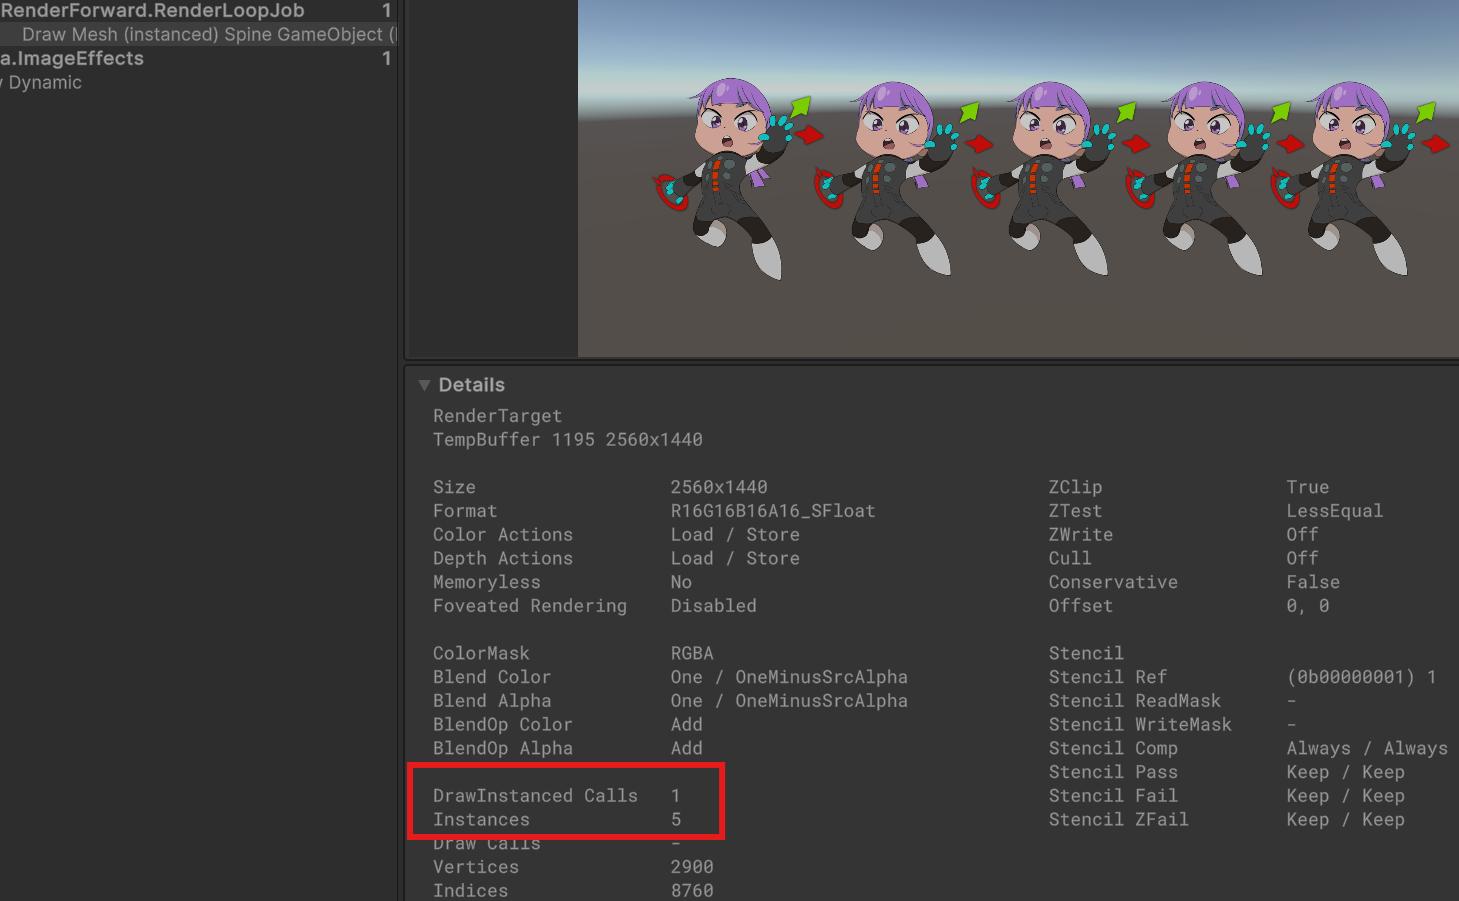 RenderForward.RenderLoopJob 1
Draw Mesh (instanced) Spine GameObject (
a.ImageEffects 1
Dynamic
Details
RenderTarget
TempBuffer 1195 2560x1440
Size 2560x1440 ZClip True
Format R16G16B16A16_SFloat ZTest LessEqual
Color Actions Load / Store ZWrite Off
Depth Actions Load / Store Cull Off
Memoryless No Conservative False
Foveated Rendering Disabled Offset 0, 0
ColorMask RGBA Stencil
Blend Color One / OneMinusSrcAlpha Stencil Ref (0b00000001) 1
Blend Alpha One / OneMinusSrcAlpha Stencil ReadMask -
BlendOp Color Add Stencil WriteMask -
BlendOp Alpha Add Stencil Comp Always / Always
Stencil Pass Keep / Keep
DrawInstanced Calls 1 Stencil Fail Keep / Keep
Instances 5 Stencil ZFail Keep / Keep
Draw Calls -
Vertices 2900
Indices 8760